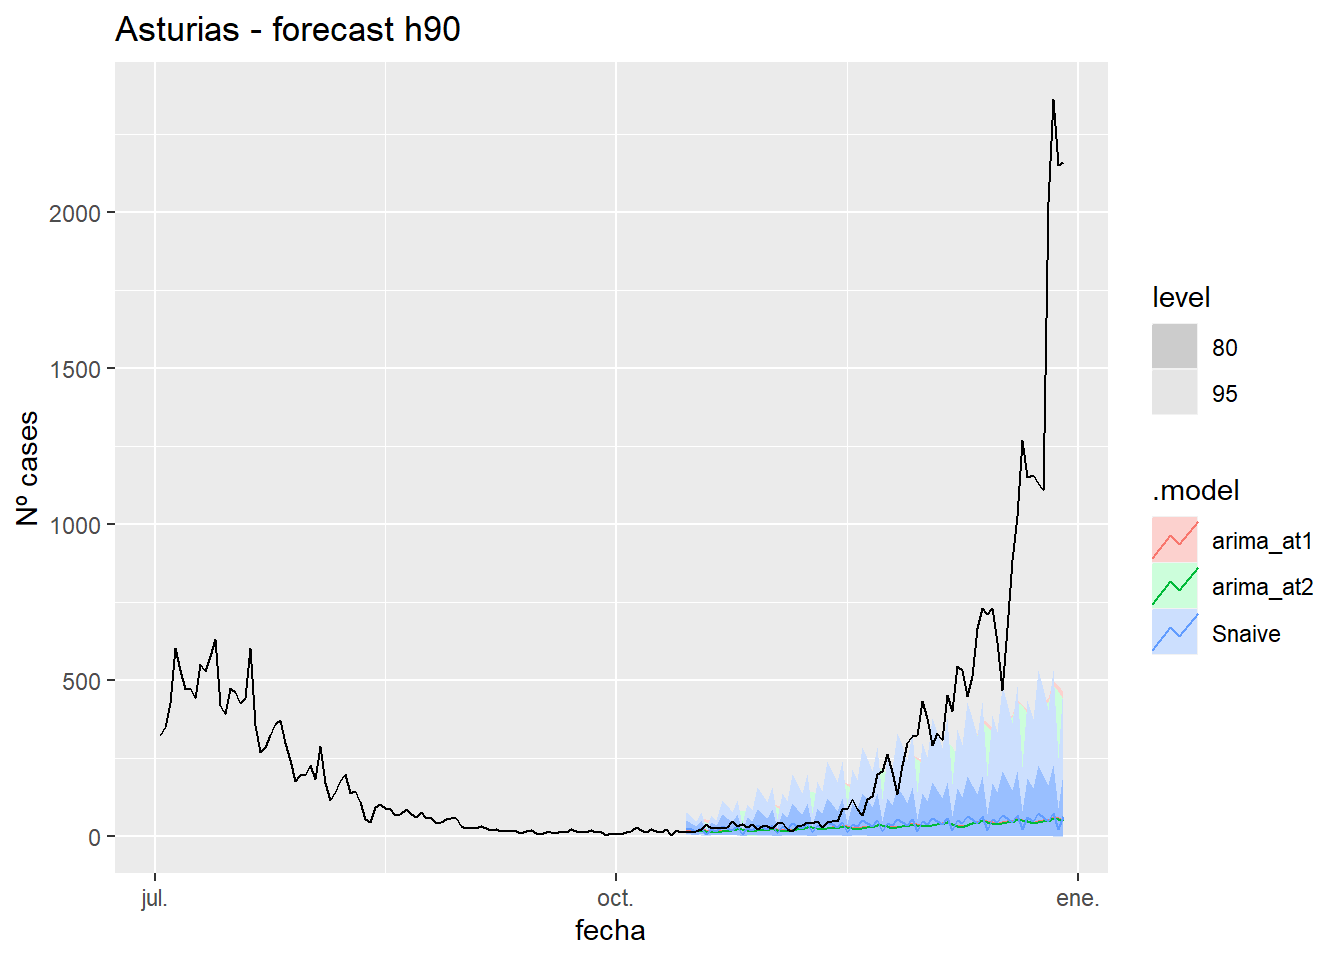 Asturias - forecast h90
Nº cases
2000
1500
1000
500
0
jul.
oct.
ene.
fecha
level
80
95
.model
arima_at1
arima_at2
Snaive